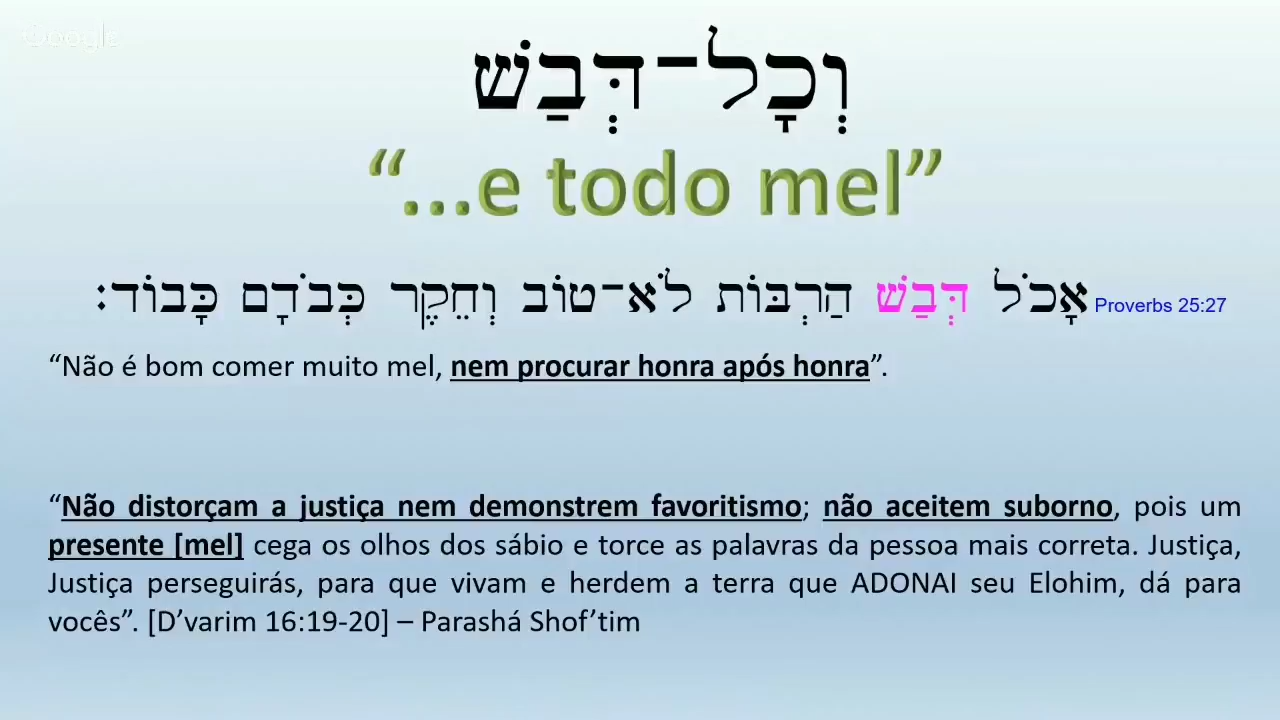 Google
וְכָל־דְּבַשׁ
“...e todo mel”
אָכֹל דְּבַשׁ הַרְבּוֹת לֹא־טוֹב וְחֵקֶר כְּבֹדָם כָּבוֹד׃ Proverbs 25:27
“Não é bom comer muito mel, nem procurar honra após honra”.
“Não distorçam a justiça nem demonstrem favoritismo; não aceitem suborno, pois um
presente [mel] cega os olhos dos sábio e torce as palavras da pessoa mais correta. Justiça,
Justiça perseguirás, para que vivam e herdem a terra que ADONAI seu Elohim, dá para
vocês”. [D’varim 16:19-20] – Parashá Shof’tim